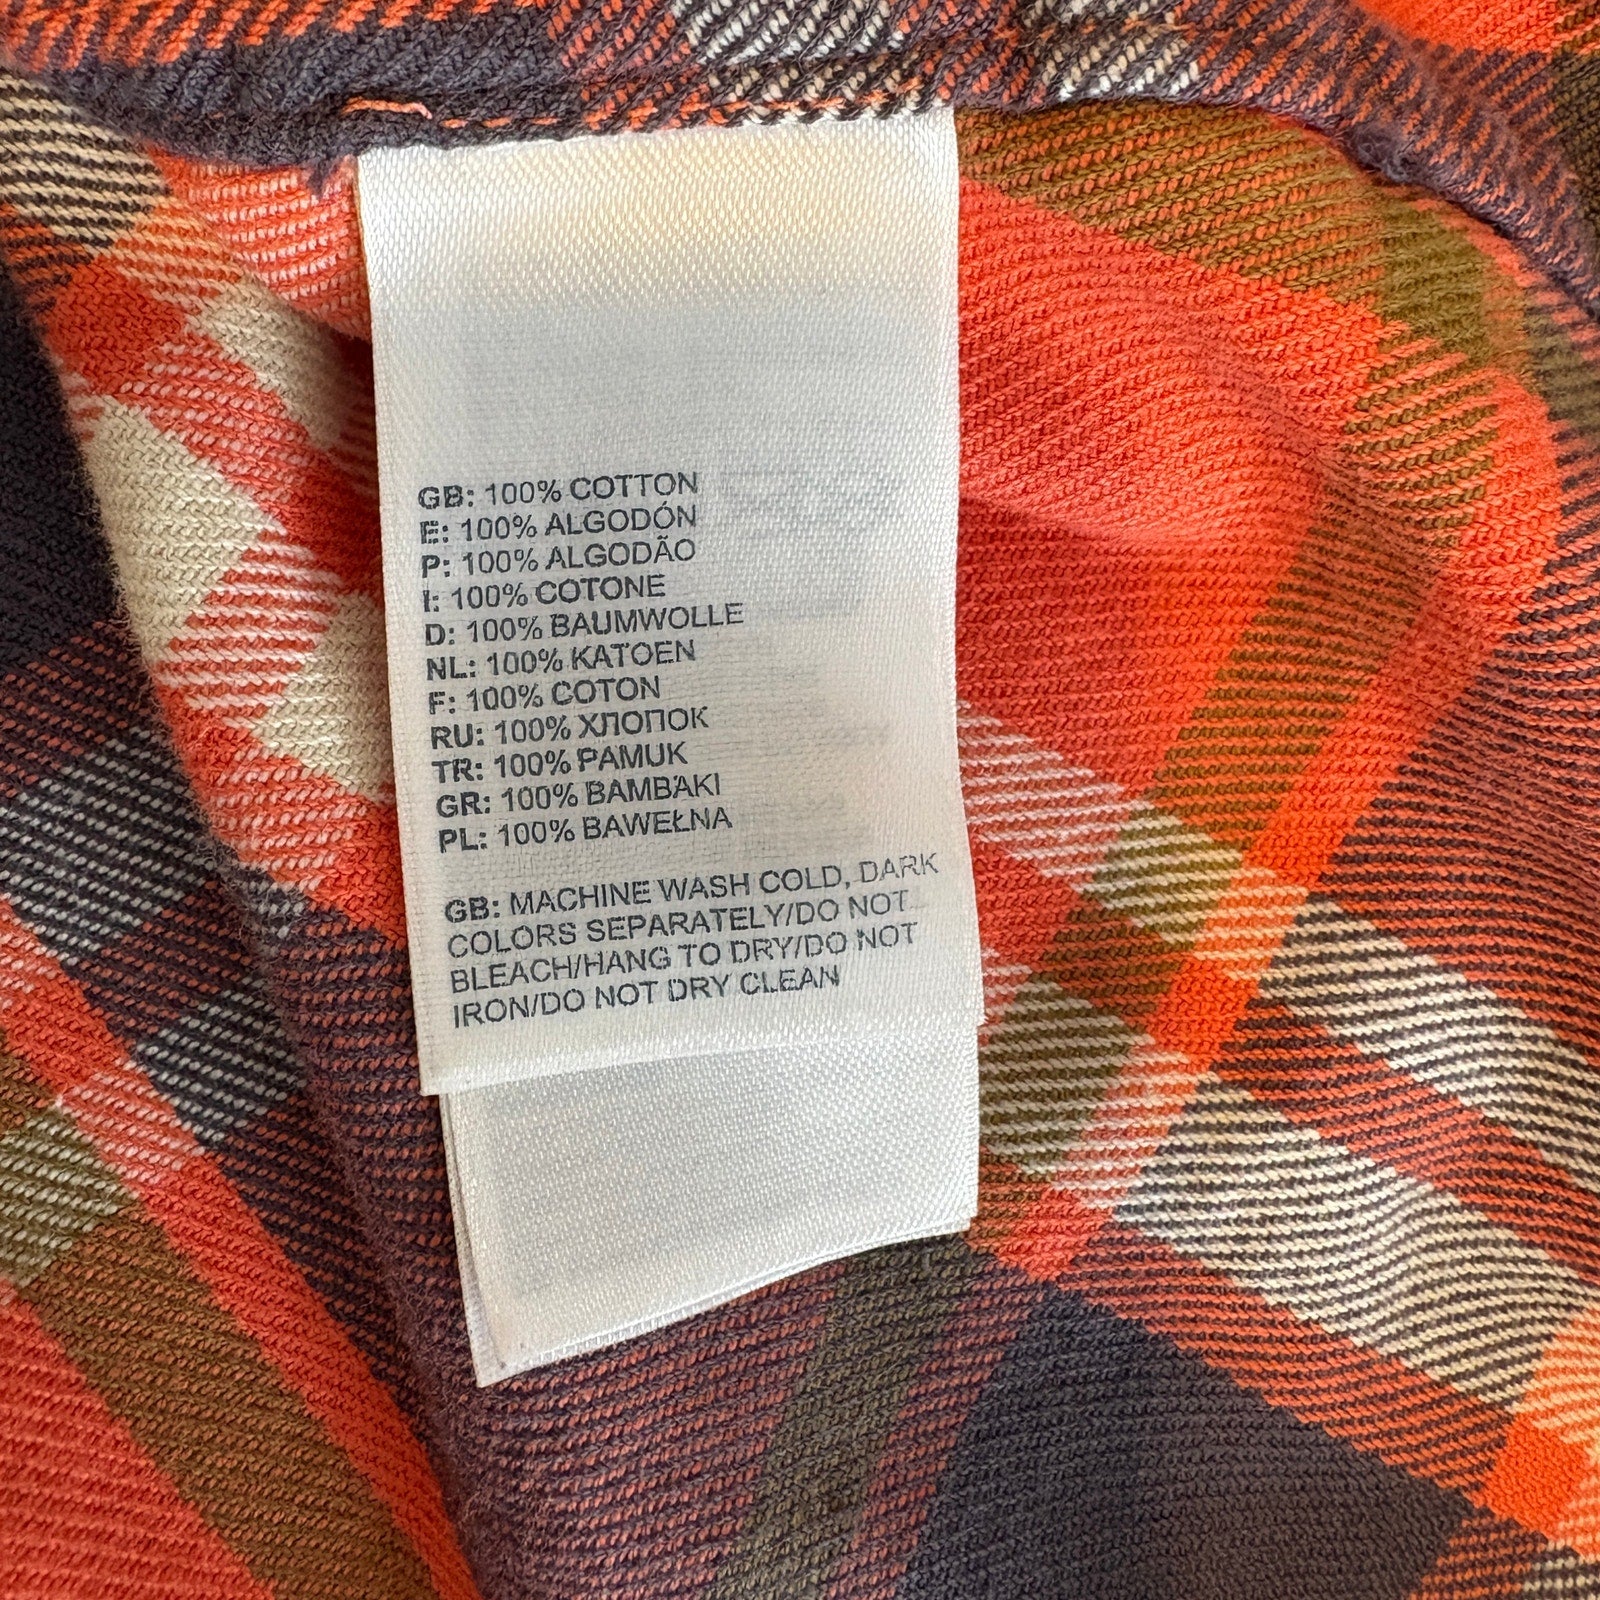 GB: 100% COTTON
E: 100% ALGODÓN
P: 100% ALGODÃO
I: 100% COTONE
D: 100% BAUMWOLLE
NL: 100% KATOEN
F: 100% COTON
RU: 100% ХЛОПОК
TR: 100% PAMUK
GR: 100% ΒΑΜΒΆΚΙ
PL: 100% BAWEŁNA
GB: MACHINE WASH COLD, DARK
COLORS SEPARATELY/DO NOT
BLEACH/HANG TO DRY/DO NOT
IRON/DO NOT DRY CLEAN